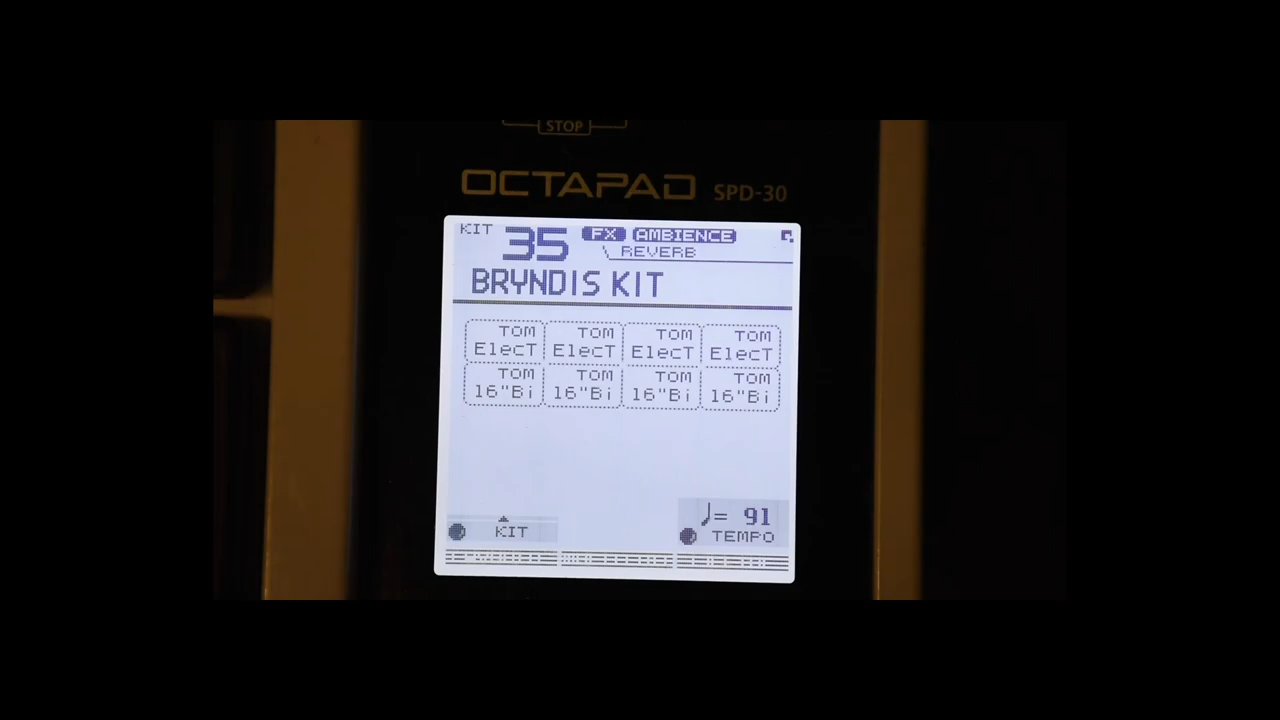 STOP
OCTAPAD SPD-30
KIT 35 FX AMBIENCE
REVERB
BRYNDIS KIT
TOM TOM TOM TOM
ElecT ElecT ElecT ElecT
TOM TOM TOM TOM
16"Bi 16"Bi 16"Bi 16"Bi
♩= 91
KIT TEMPO